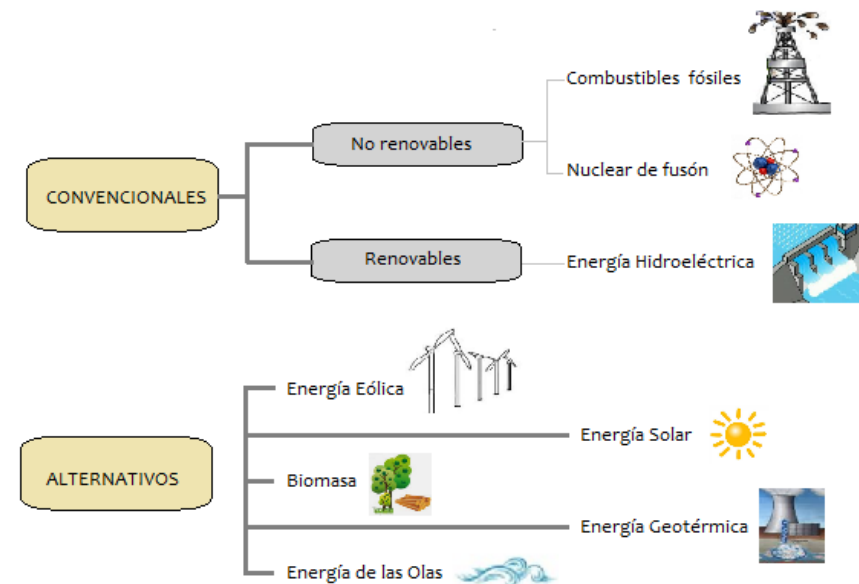 Combustibles fósiles
No renovables
Nuclear de fusón
CONVENCIONALES
Renovables
Energía Hidroeléctrica
Energía Eólica
Energía Solar
ALTERNATIVOS
Biomasa
Energía Geotérmica
Energía de las Olas